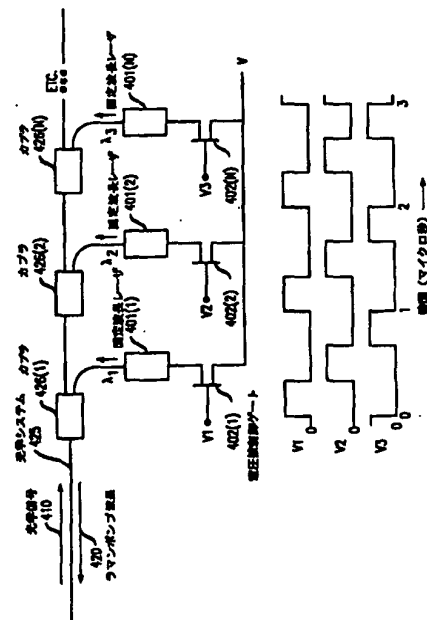 光学信号
410
420
ラマンポンプ波長
光学システム
425
カプラ
426(1)
カプラ
426(2)
カプラ
426(N)
ETC.
λ1
固定波長レーザ
401(1)
λ2
固定波長レーザ
401(2)
λ3
固定波長レーザ
401(N)
V1
402(1)
電圧被制御ゲート
V2
402(2)
V3
402(N)
V
V1
0
V2
0
V3
0
0
1
2
3
時間 (マイクロ秒)